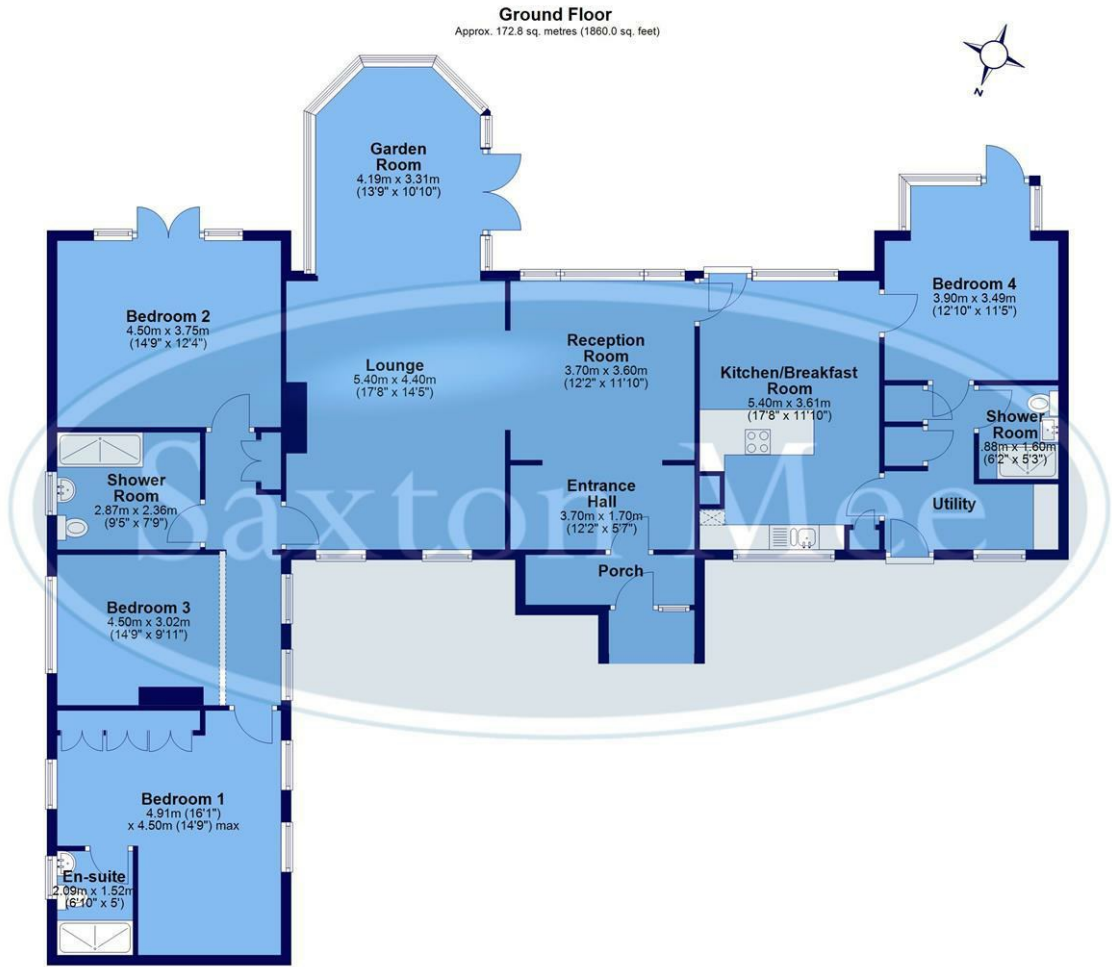 Ground Floor
Approx. 172.8 sq. metres (1860.0 sq. feet)
N
Garden
Room
4.19m x 3.31m
(13'9" x 10'10")
Bedroom 2
4.50m x 3.75m
(14'9" x 12'4")
Lounge
5.40m x 4.40m
(17'8" x 14'5")
Reception
Room
3.70m x 3.60m
(12'2" x 11'10")
Kitchen/Breakfast
Room
5.40m x 3.61m
(17'8" x 11'10")
Bedroom 4
3.90m x 3.49m
(12'10" x 11'5")
Shower
Room
.88m x 1.60m
(6'2" x 5'3")
Shower
Room
2.87m x 2.36m
(9'5" x 7'9")
Entrance
Hall
3.70m x 1.70m
(12'2" x 5'7")
Utility
Saxton Mee
Porch
Bedroom 3
4.50m x 3.02m
(14'9" x 9'11")
Bedroom 1
4.91m (16'1")
x 4.50m (14'9") max
En-suite
2.09m x 1.52m
(6'10" x 5')